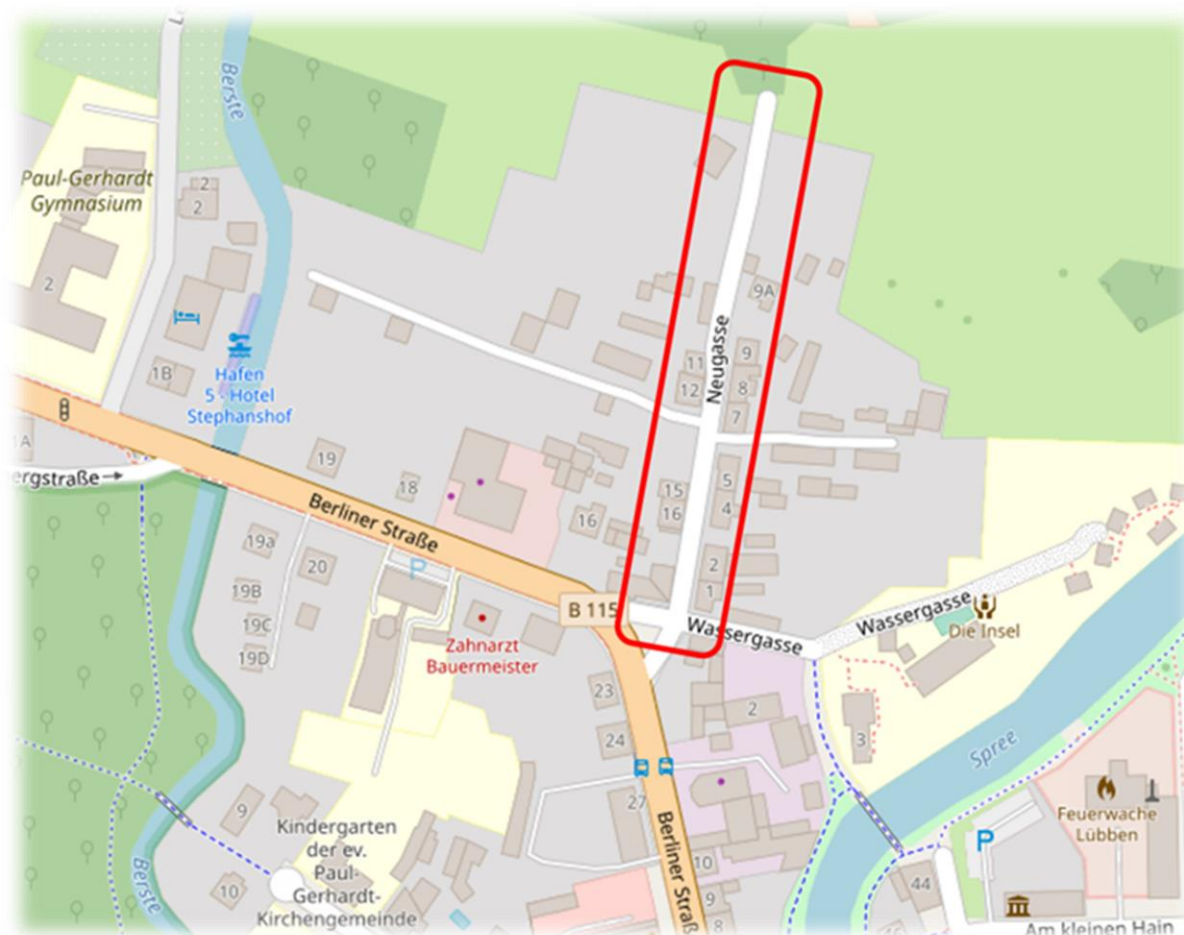 Berste
Paul-Gerhardt
Gymnasium
2
2
2
1B
Hafen
5 - Hotel
Stephanshof
9A
Neugasse
11
9
12
8
7
1A
ergstraße→
19
18
Berliner Straße
15
16
5
4
16
2
1
19a
20
19B
19C
19D
P
B 115
Wassergasse
Wassergasse
Die Insel
Zahnarzt
Bauermeister
23
24
2
3
Spree
27
Berliner Straß
9
10
Kindergarten
der ev.
Paul-
Gerhardt-
Kirchengemeinde
Berste
10
9
8
Feuerwache
Lübben
P
44
Am kleinen Hain